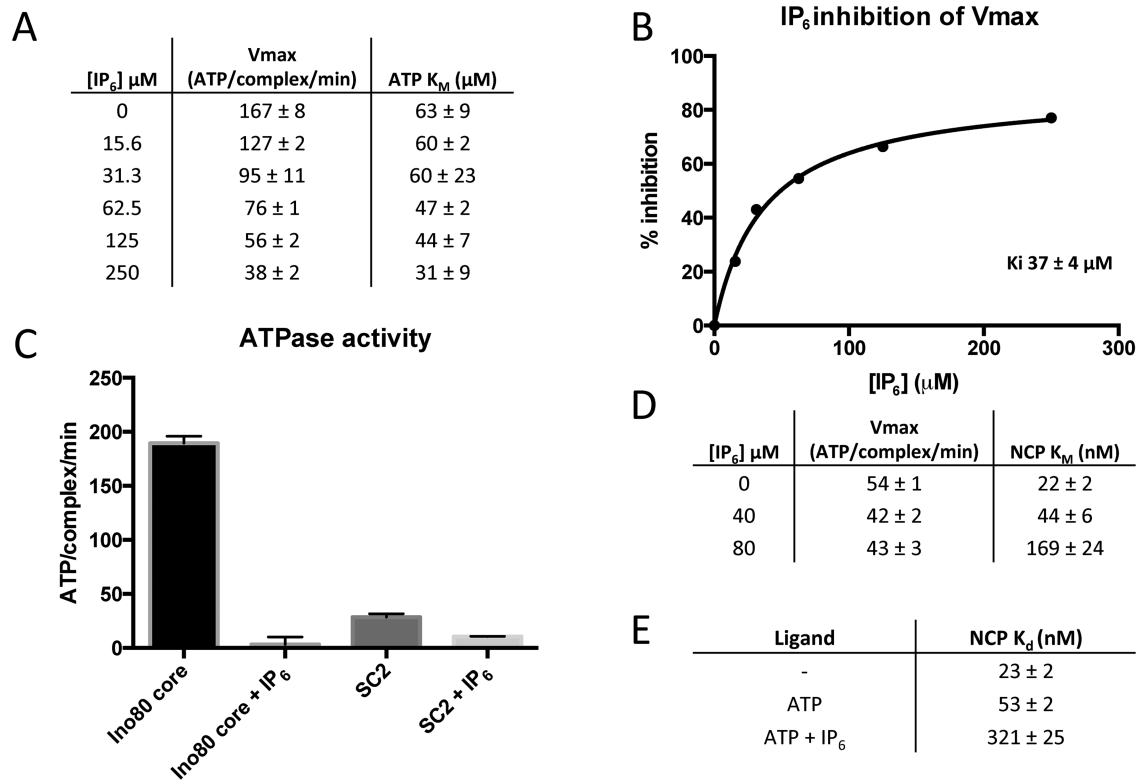 A
Vmax
[IP₆] μM (ATP/complex/min) ATP K_M (μM)
0 167 ± 8 63 ± 9
15.6 127 ± 2 60 ± 2
31.3 95 ± 11 60 ± 23
62.5 76 ± 1 47 ± 2
125 56 ± 2 44 ± 7
250 38 ± 2 31 ± 9
B
IP₆ inhibition of Vmax
% inhibition
100
80
60
40
20
0
Ki 37 ± 4 μM
0 100 200 300
[IP₆] (μM)
C
ATPase activity
ATP/complex/min
250
200
150
100
50
0
Ino80 core
Ino80 core + IP₆
SC2
SC2 + IP₆
D
Vmax
[IP₆] μM (ATP/complex/min) NCP K_M (nM)
0 54 ± 1 22 ± 2
40 42 ± 2 44 ± 6
80 43 ± 3 169 ± 24
E
Ligand NCP K_d (nM)
- 23 ± 2
ATP 53 ± 2
ATP + IP₆ 321 ± 25